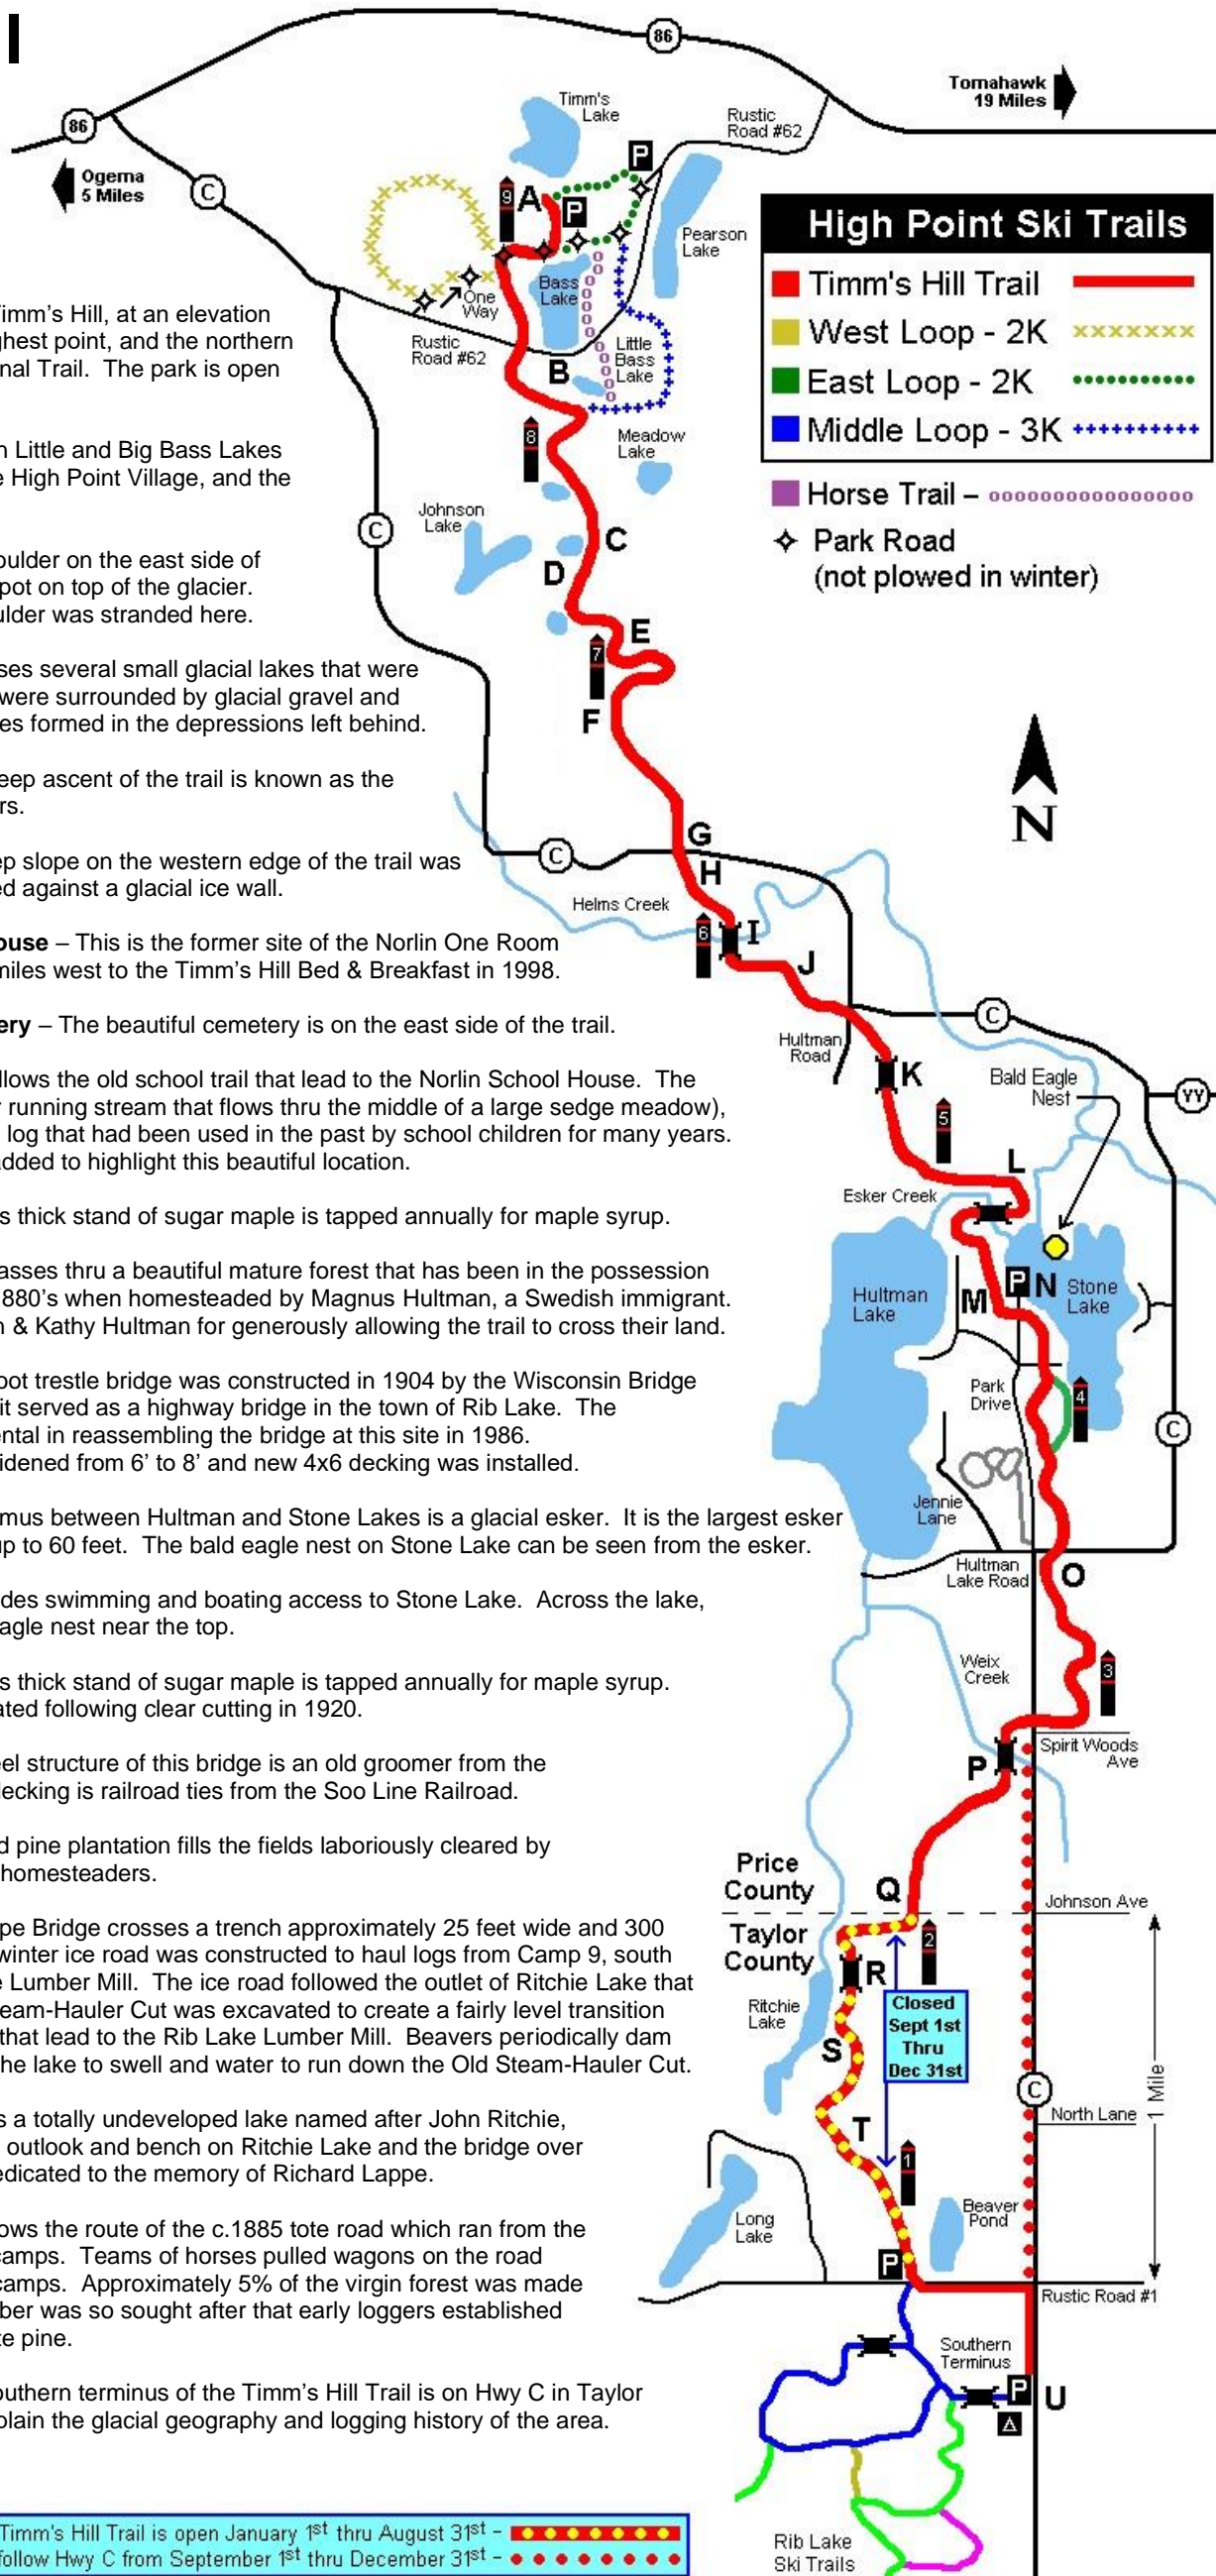 86
Tomahawk
19 Miles
Timm's
Lake
Rustic
Road #62
86
Ogema
5 Miles
C
P
9
A
P
Pearson
Lake
Bass
Lake
One
Way
Rustic
Road #62
B
Little
Bass
Lake
8
Meadow
Lake
High Point Ski Trails
Timm's Hill Trail
West Loop - 2K
East Loop - 2K
Middle Loop - 3K
Horse Trail –
Park Road
(not plowed in winter)
C
Johnson
Lake
C
D
E
7
F
N
G
C
H
Helms Creek
6
I
J
C
Hultman
Road
K
Bald Eagle
Nest
YY
5
L
Esker Creek
Hultman
Lake
M
P
N
Stone
Lake
Park
Drive
4
C
Jennie
Lane
Hultman
Lake Road
O
Weix
Creek
3
Spirit Woods
Ave
P
Price
County
Q
Johnson Ave
Taylor
County
2
R
Ritchie
Lake
Closed
Sept 1st
Thru
Dec 31st
S
C
1 Mile
North Lane
T
1
Long
Lake
Beaver
Pond
P
Rustic Road #1
Southern
Terminus
P
U
Rib Lake
Ski Trails
Timm's Hill, at an elevation
ghest point, and the northern
nal Trail. The park is open
n Little and Big Bass Lakes
e High Point Village, and the
oulder on the east side of
pot on top of the glacier.
ulder was stranded here.
ses several small glacial lakes that were
were surrounded by glacial gravel and
es formed in the depressions left behind.
eep ascent of the trail is known as the
rs.
ep slope on the western edge of the trail was
ed against a glacial ice wall.
ouse – This is the former site of the Norlin One Room
miles west to the Timm's Hill Bed & Breakfast in 1998.
ery – The beautiful cemetery is on the east side of the trail.
llows the old school trail that lead to the Norlin School House. The
r running stream that flows thru the middle of a large sedge meadow),
log that had been used in the past by school children for many years.
added to highlight this beautiful location.
s thick stand of sugar maple is tapped annually for maple syrup.
asses thru a beautiful mature forest that has been in the possession
880's when homesteaded by Magnus Hultman, a Swedish immigrant.
n & Kathy Hultman for generously allowing the trail to cross their land.
oot trestle bridge was constructed in 1904 by the Wisconsin Bridge
it served as a highway bridge in the town of Rib Lake. The
ental in reassembling the bridge at this site in 1986.
idened from 6' to 8' and new 4x6 decking was installed.
mus between Hultman and Stone Lakes is a glacial esker. It is the largest esker
up to 60 feet. The bald eagle nest on Stone Lake can be seen from the esker.
des swimming and boating access to Stone Lake. Across the lake,
agle nest near the top.
s thick stand of sugar maple is tapped annually for maple syrup.
ated following clear cutting in 1920.
el structure of this bridge is an old groomer from the
decking is railroad ties from the Soo Line Railroad.
d pine plantation fills the fields laboriously cleared by
homesteaders.
ppe Bridge crosses a trench approximately 25 feet wide and 300
winter ice road was constructed to haul logs from Camp 9, south
e Lumber Mill. The ice road followed the outlet of Ritchie Lake that
team-Hauler Cut was excavated to create a fairly level transition
that lead to the Rib Lake Lumber Mill. Beavers periodically dam
he lake to swell and water to run down the Old Steam-Hauler Cut.
s a totally undeveloped lake named after John Ritchie,
outlook and bench on Ritchie Lake and the bridge over
edicated to the memory of Richard Lappe.
ows the route of the c.1885 tote road which ran from the
camps. Teams of horses pulled wagons on the road
camps. Approximately 5% of the virgin forest was made
ber was so sought after that early loggers established
te pine.
outhern terminus of the Timm's Hill Trail is on Hwy C in Taylor
plain the glacial geography and logging history of the area.
Timm's Hill Trail is open January 1st thru August 31st -
follow Hwy C from September 1st thru December 31st -